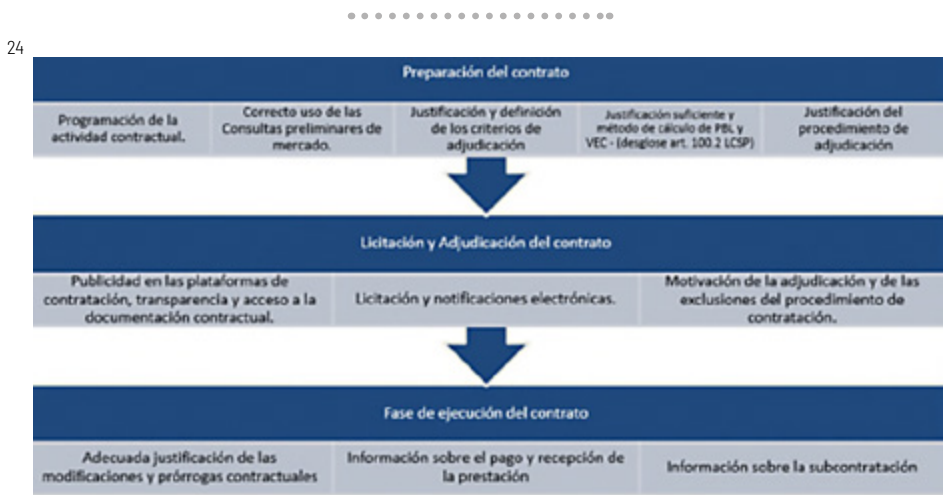 24
Preparación del contrato
Programación de la
actividad contractual.
Correcto uso de las
Consultas preliminares de
mercado.
Justificación y definición
de los criterios de
adjudicación
Justificación suficiente y
método de cálculo de PBL y
VEC - (desglose art. 100.2 LCSP)
Justificación del
procedimiento de
adjudicación
Licitación y Adjudicación del contrato
Publicidad en las plataformas de
contratación, transparencia y acceso a la
documentación contractual.
Licitación y notificaciones electrónicas.
Motivación de la adjudicación y de las
exclusiones del procedimiento de
contratación.
Fase de ejecución del contrato
Adecuada justificación de las
modificaciones y prórrogas contractuales
Información sobre el pago y recepción de
la prestación
Información sobre la subcontratación